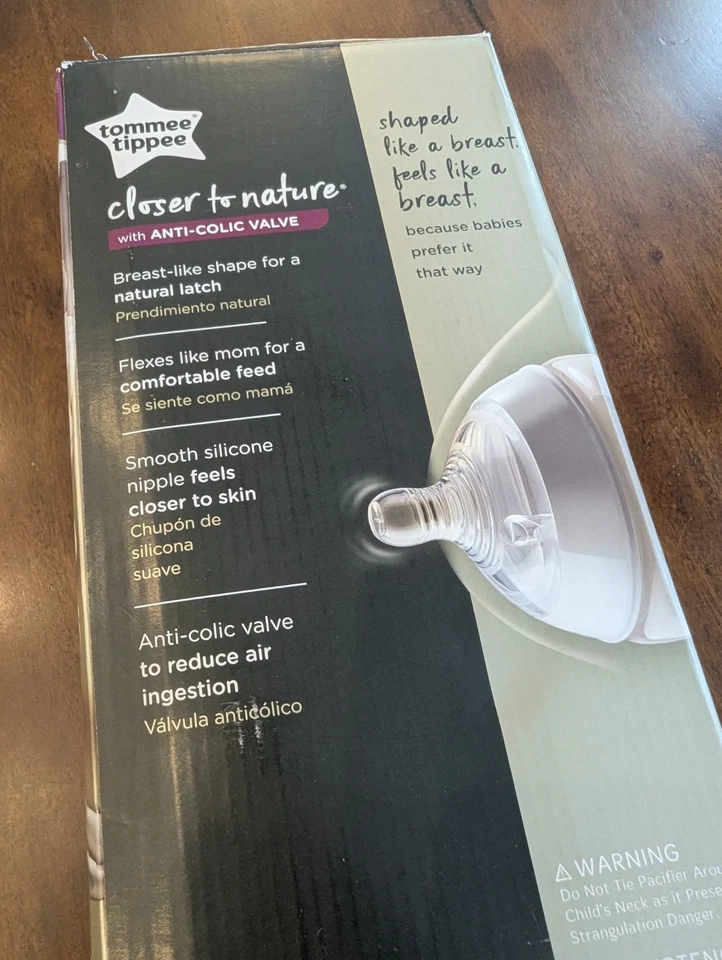 tommee®
tippee
closer to nature®
with ANTI-COLIC VALVE
Breast-like shape for a
natural latch
Prendimiento natural
Flexes like mom for a
comfortable feed
Se siente como mamá
Smooth silicone
nipple feels
closer to skin
Chupón de
silicona
suave
Anti-colic valve
to reduce air
ingestion
Válvula anticólico
shaped
like a breast.
feels like a
breast.
because babies
prefer it
that way
⚠ WARNING
Do Not Tie Pacifier
Child's Neck as it
Strangulation Danger.